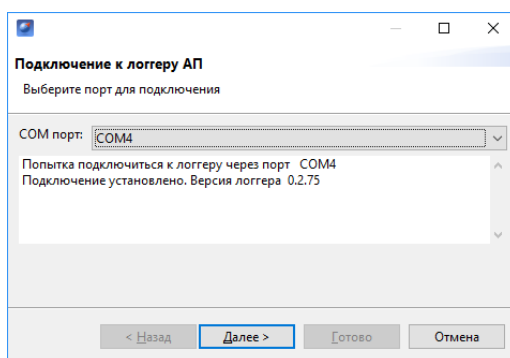 Подключение к логгеру АП
Выберите порт для подключения
COM порт: COM4
Попытка подключиться к логгеру через порт COM4
Подключение установлено. Версия логгера 0.2.75
< Назад Далее > Готово Отмена